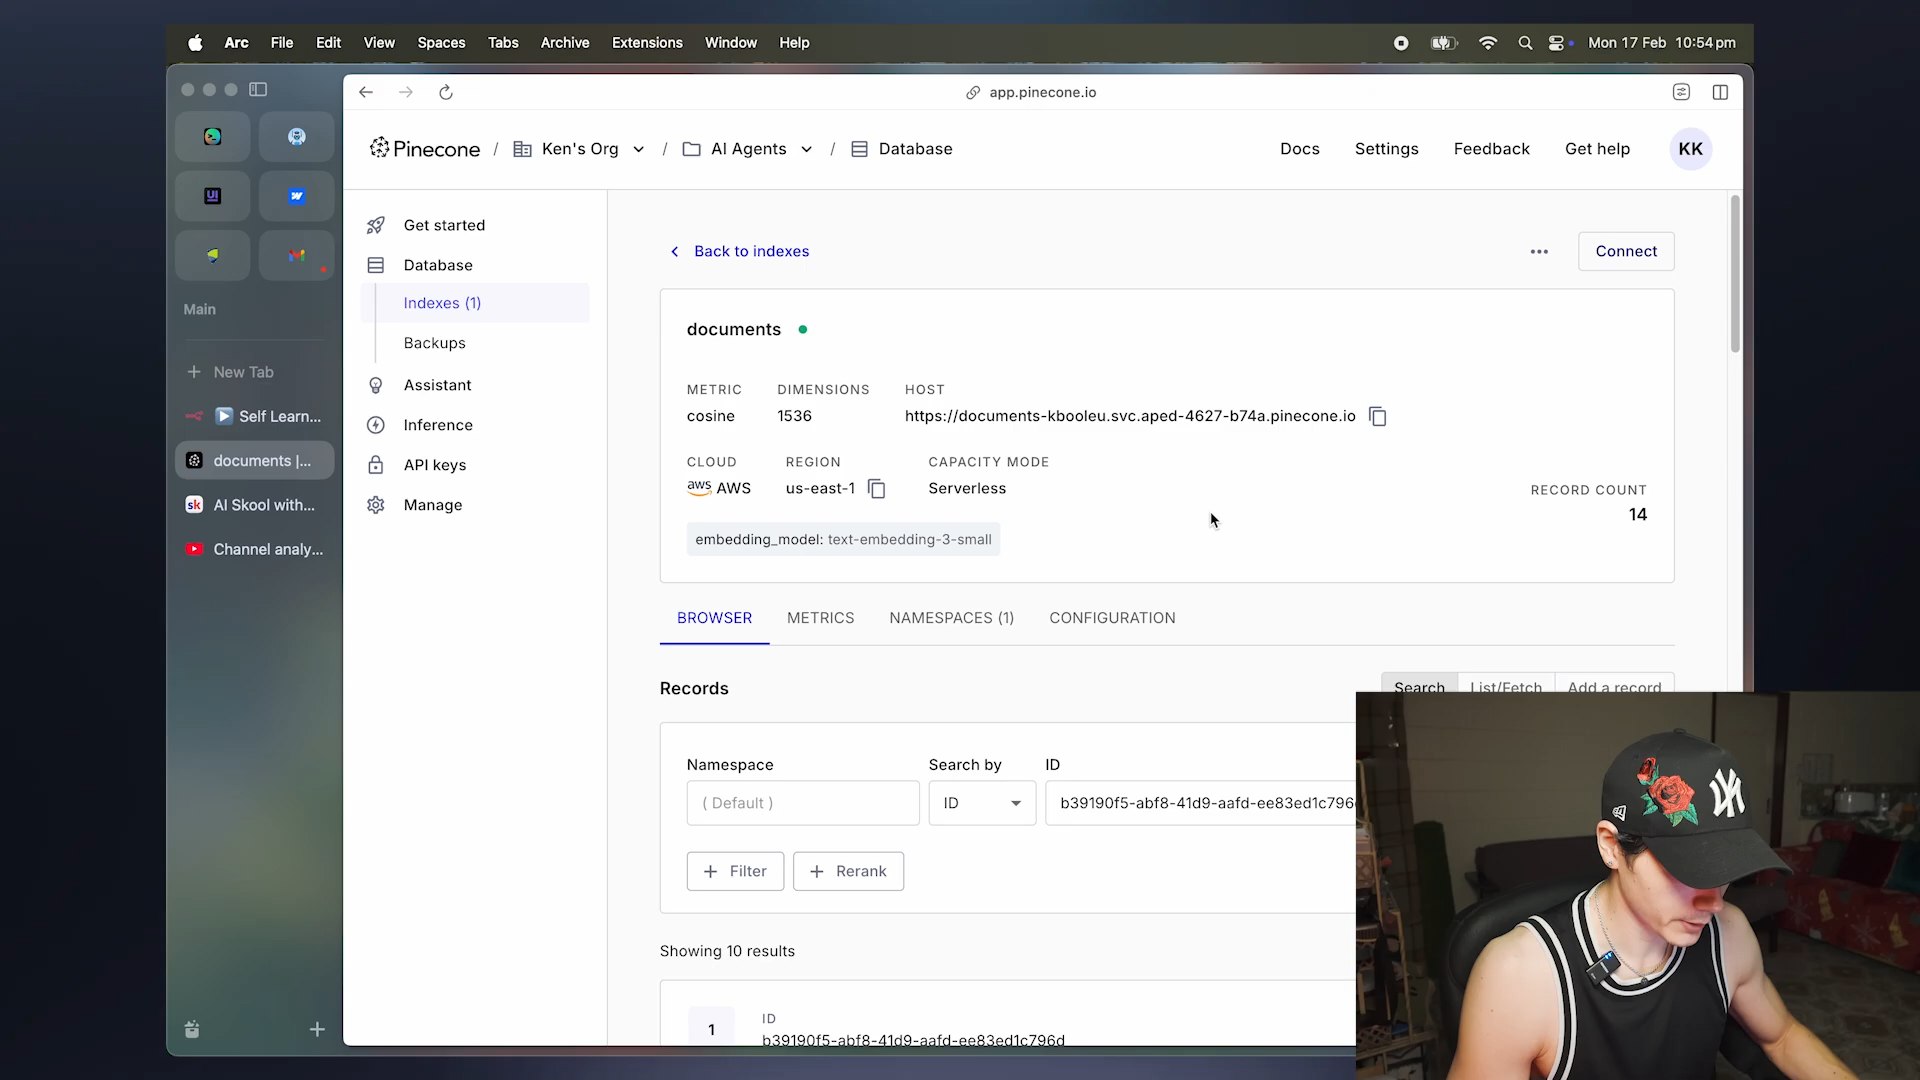 Arc File Edit View Spaces Tabs Archive Extensions Window Help Mon 17 Feb 10:54 pm
app.pinecone.io
Pinecone / Ken's Org / AI Agents / Database Docs Settings Feedback Get help KK
Main
New Tab
Self Learn...
documents |...
AI Skool with...
Channel analy...
Get started
Database
Indexes (1)
Backups
Assistant
Inference
API keys
Manage
Back to indexes
Connect
documents
METRIC DIMENSIONS HOST
cosine 1536 https://documents-kbooleu.svc.aped-4627-b74a.pinecone.io
CLOUD REGION CAPACITY MODE
aws AWS us-east-1 Serverless
RECORD COUNT
14
embedding_model: text-embedding-3-small
BROWSER METRICS NAMESPACES (1) CONFIGURATION
Records
Search List/Fetch Add a record
Namespace Search by ID
( Default ) ID b39190f5-abf8-41d9-aafd-ee83ed1c796
+ Filter + Rerank
Showing 10 results
1 ID
b39190f5-abf8-41d9-aafd-ee83ed1c796d
UI
sk
NY